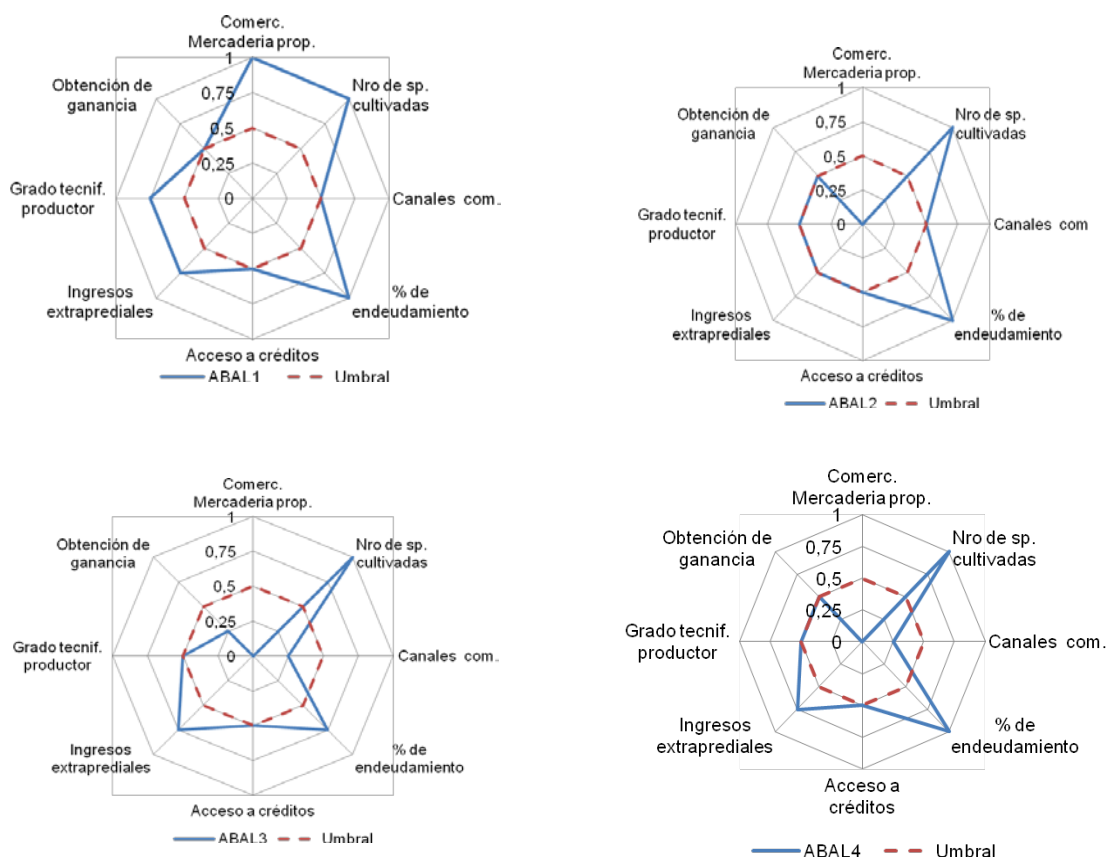 Comerc.
Mercaderia prop.
1
Obtención de
ganancia
Nro de sp.
cultivadas
0,75
0,5
0,25
Grado tecnif.
productor
0
Canales com..
Ingresos
extraprediales
% de
endeudamiento
Acceso a créditos
ABAL1 Umbral
Comerc.
Mercaderia prop.
1
Obtención de
ganancia
Nro de sp.
cultivadas
0,75
0,5
0,25
Grado tecnif.
productor
0
Canales com
Ingresos
extraprediales
% de
endeudamiento
Acceso a créditos
ABAL2 Umbral
Comerc.
Mercaderia prop.
1
Obtención de
ganancia
Nro de sp.
cultivadas
0,75
0,5
0,25
Grado tecnif.
productor
0
Canales com.
Ingresos
extraprediales
% de
endeudamiento
Acceso a créditos
ABAL3 Umbral
Comerc.
Mercaderia prop.
1
Obtención de
ganancia
Nro de sp.
cultivadas
0,75
0,5
0,25
Grado tecnif.
productor
0
Canales com.
Ingresos
extraprediales
% de
endeudamiento
Acceso a
créditos
ABAL4 Umbral